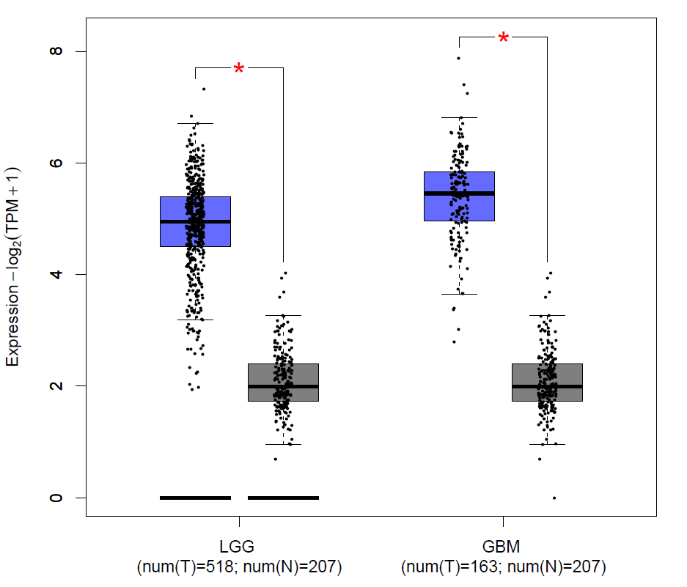 Expression − log₂(TPM + 1)
8
6
4
2
0
*
*
LGG
(num(T)=518; num(N)=207)
GBM
(num(T)=163; num(N)=207)